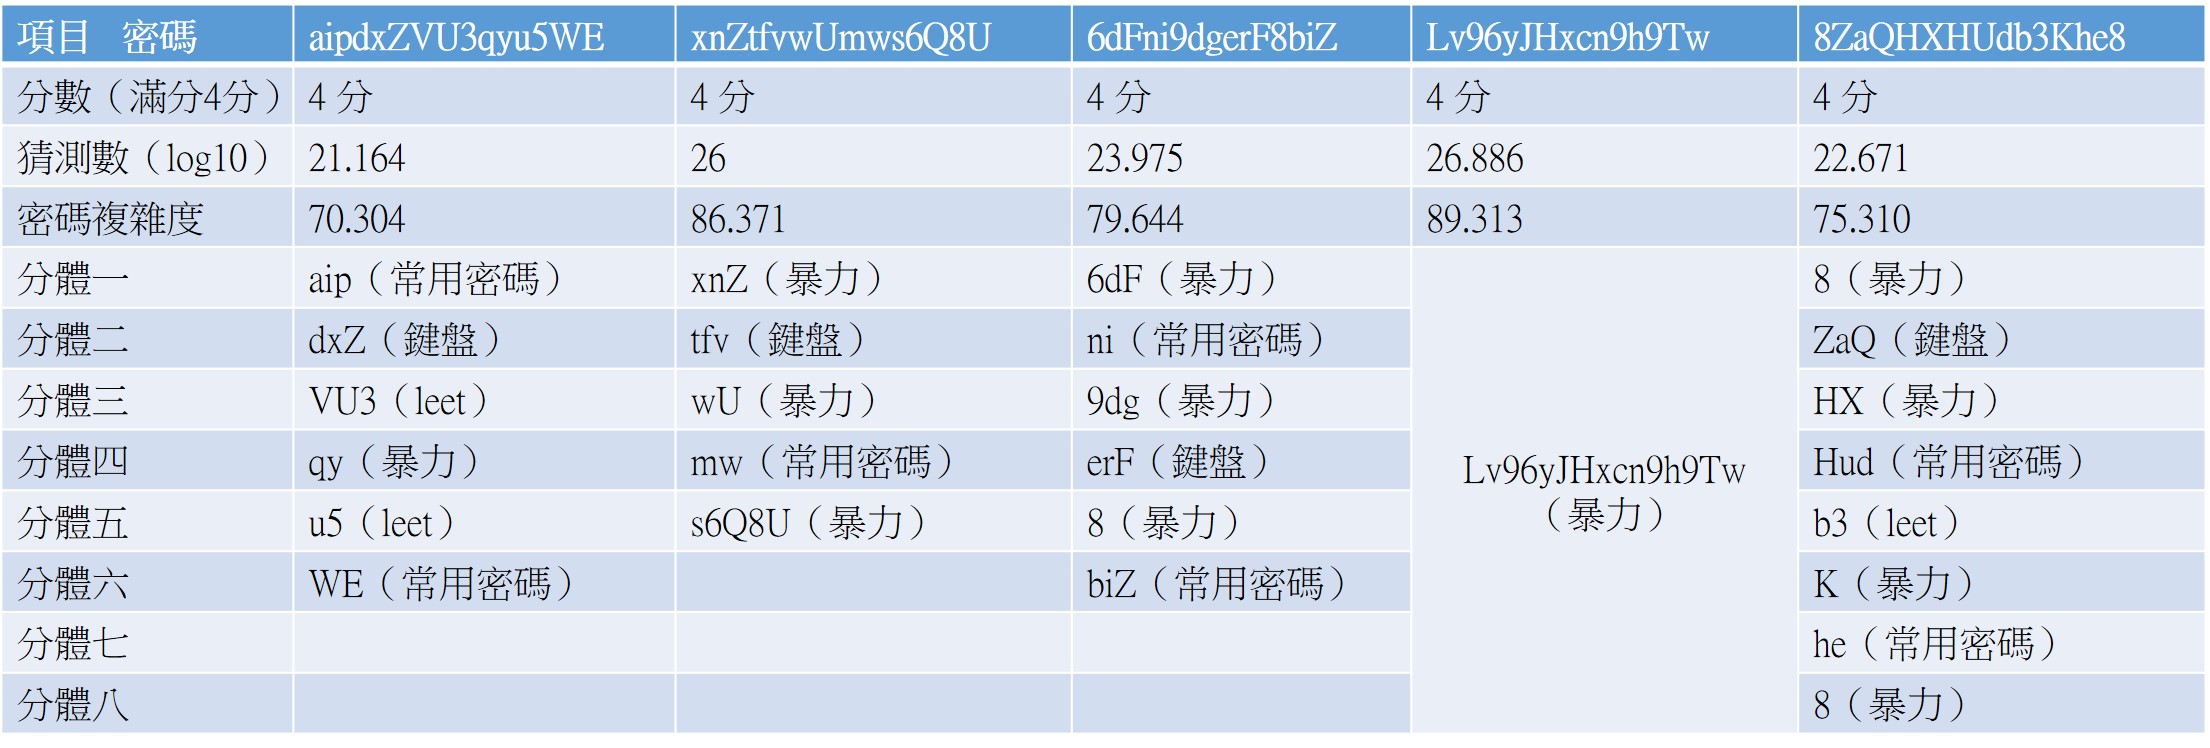 項目 密碼 aipdxZVU3qyu5WE xnZtfvwUmws6Q8U 6dFni9dgerF8biZ Lv96yJHxcn9h9Tw 8ZaQHXHUdb3Khe8
分數（滿分4分） 4 分 4 分 4 分 4 分 4 分
猜測數（log10） 21.164 26 23.975 26.886 22.671
密碼複雜度 70.304 86.371 79.644 89.313 75.310
分體一 aip（常用密碼） xnZ（暴力） 6dF（暴力） 8（暴力）
分體二 dxZ（鍵盤） tfv（鍵盤） ni（常用密碼） ZaQ（鍵盤）
分體三 VU3（leet） wU（暴力） 9dg（暴力） HX（暴力）
分體四 qy（暴力） mw（常用密碼） erF（鍵盤） Lv96yJHxcn9h9Tw Hud（常用密碼）
分體五 u5（leet） s6Q8U（暴力） 8（暴力） （暴力） b3（leet）
分體六 WE（常用密碼） biZ（常用密碼） K（暴力）
分體七 he（常用密碼）
分體八 8（暴力）